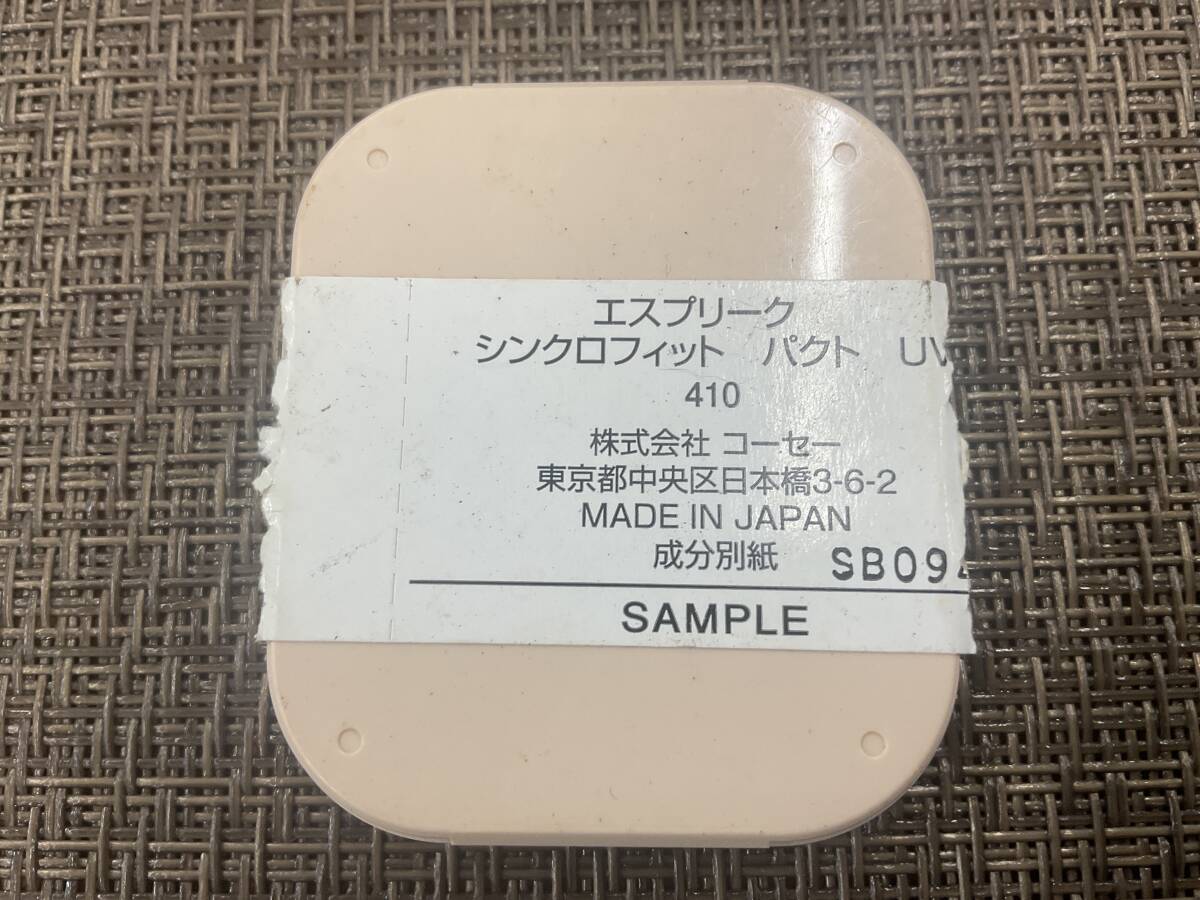 エスプリーク
シンクロフィット パクト UV
410
株式会社 コーセー
東京都中央区日本橋3-6-2
MADE IN JAPAN
成分別紙 SB09
SAMPLE